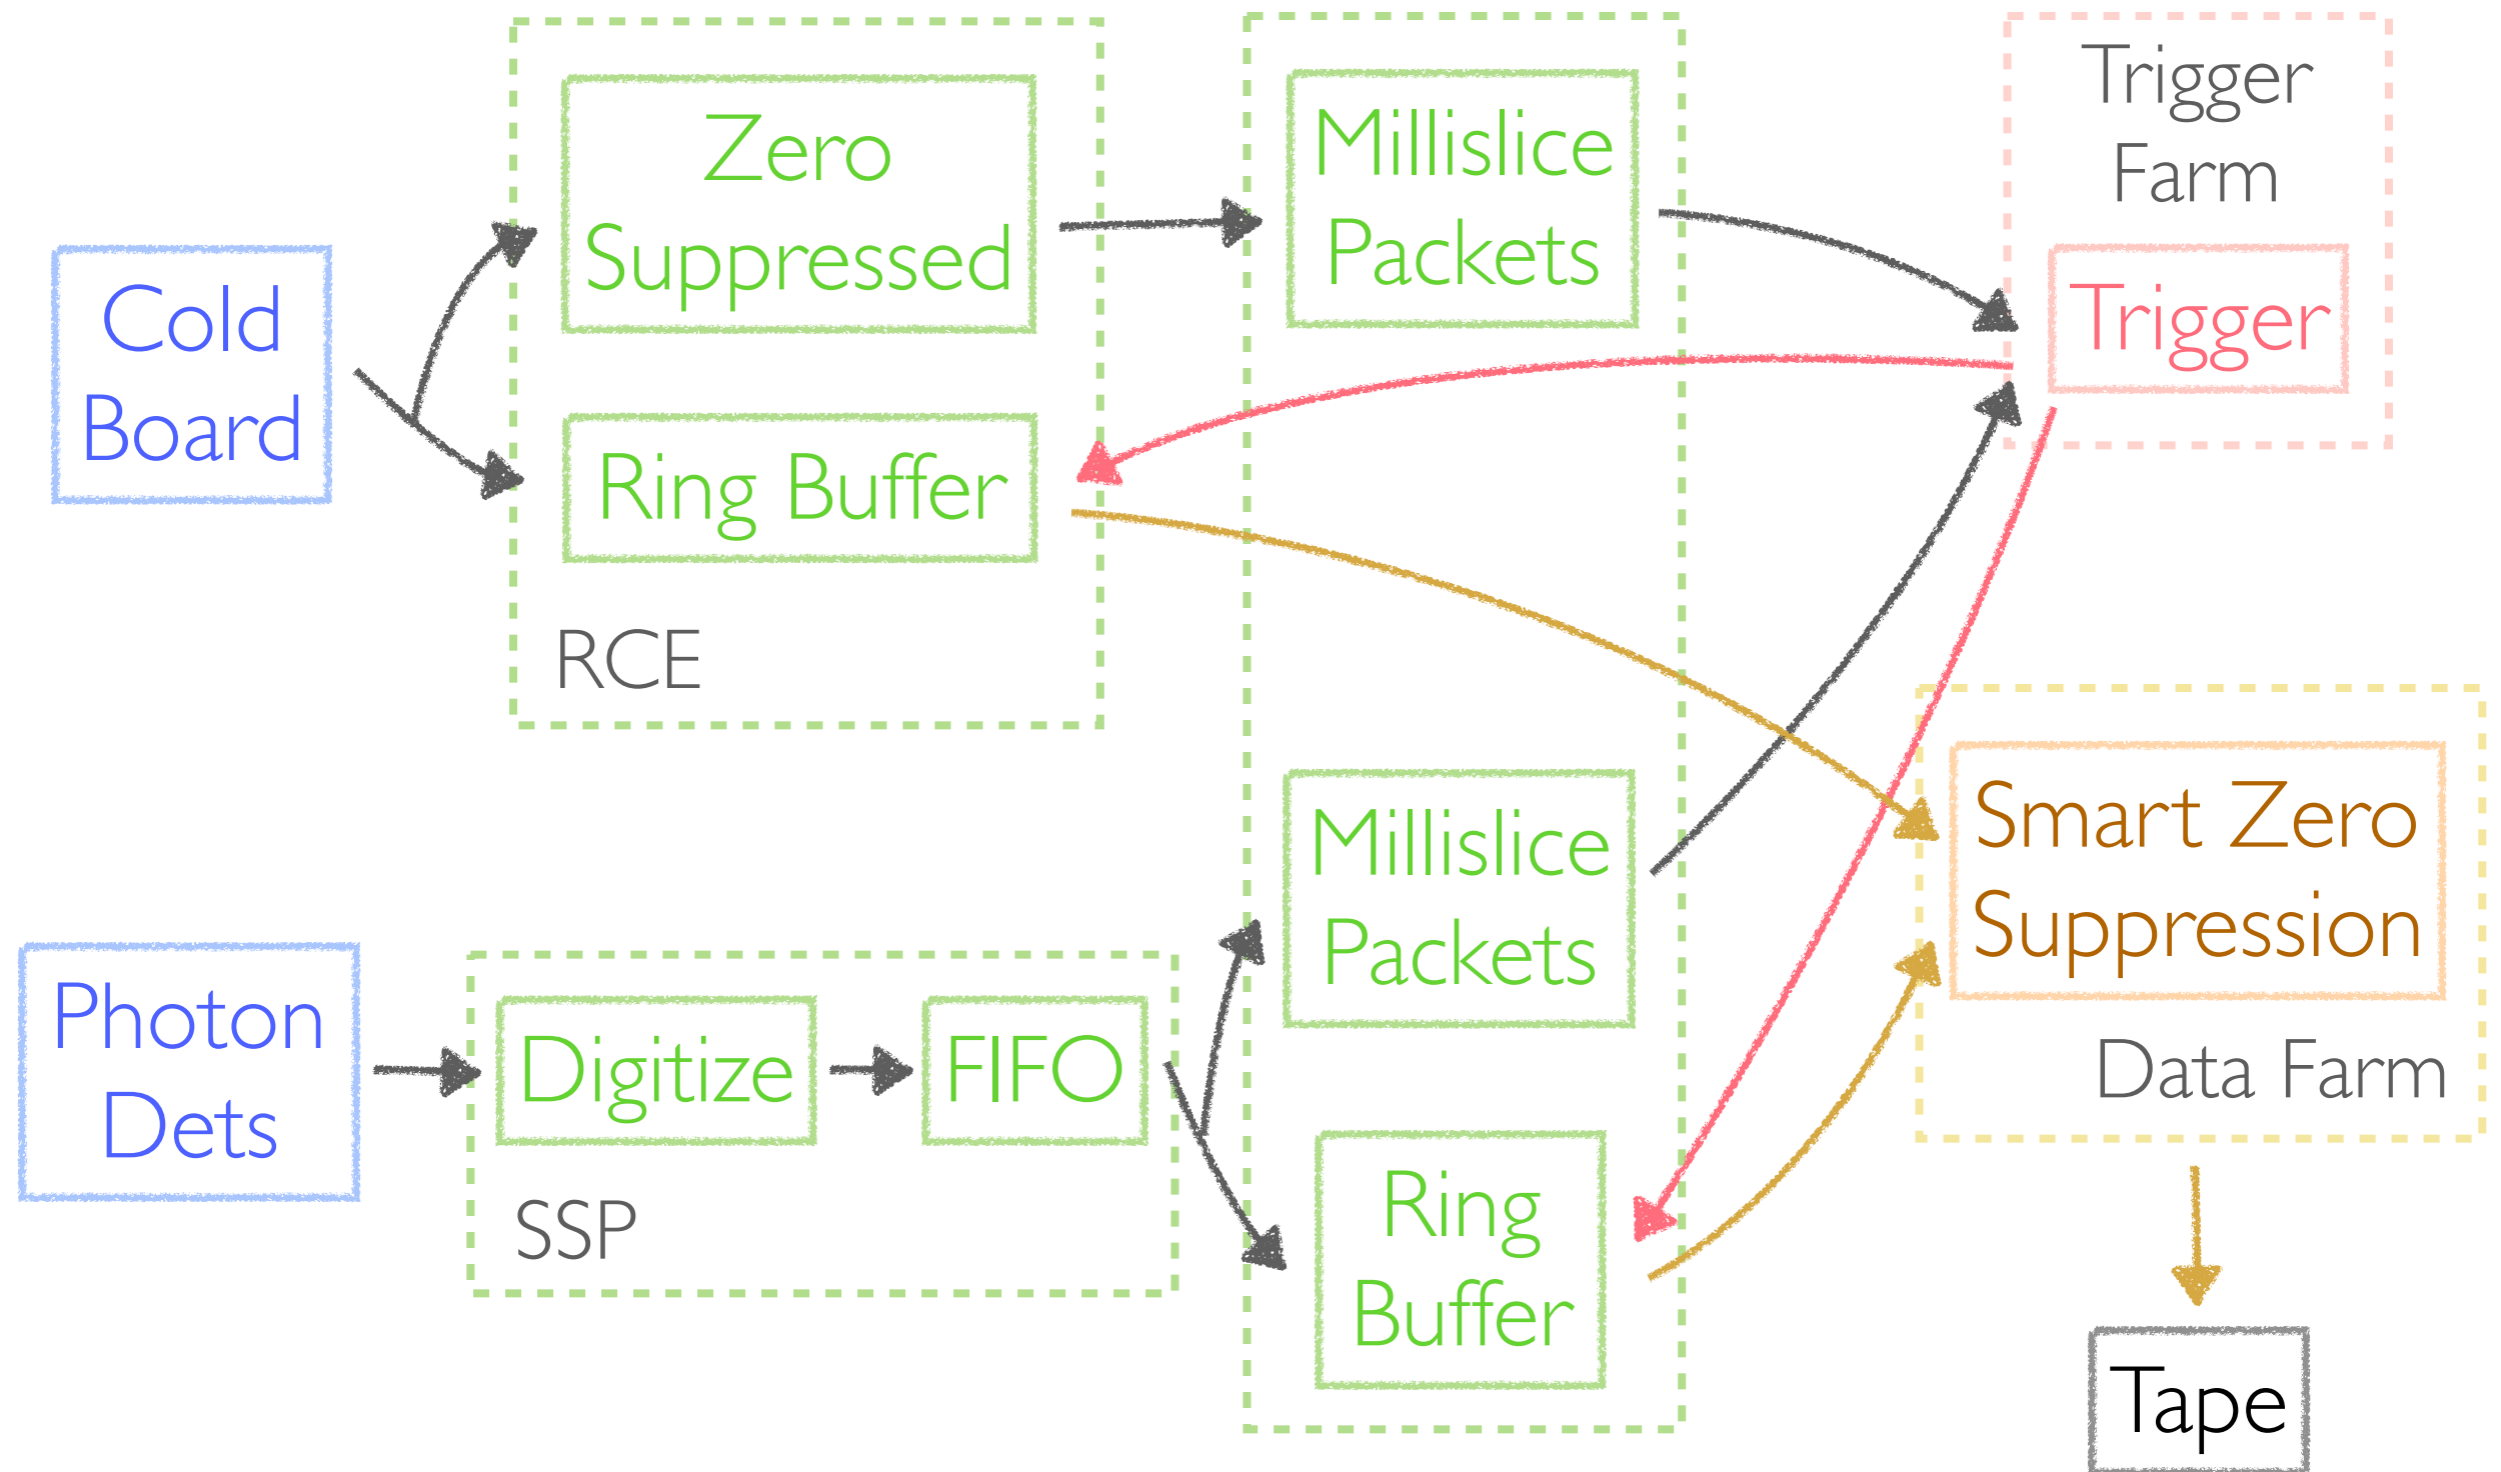 Cold
Board
Zero
Suppressed
Ring Buffer
RCE
Millislice
Packets
Trigger
Farm
Trigger
Photon
Dets
Digitize
FIFO
SSP
Millislice
Packets
Ring
Buffer
Smart Zero
Suppression
Data Farm
Tape